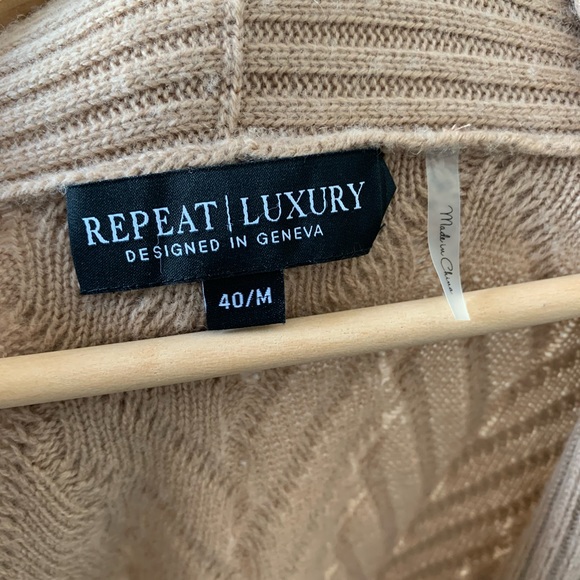 REPEAT | LUXURY
DESIGNED IN GENEVA
40/M
Made in China